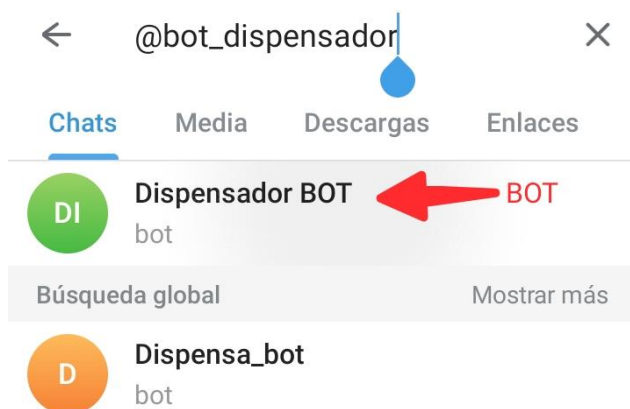 @bot_dispensador
Chats Media Descargas Enlaces
DI
Dispensador BOT
BOT
bot
Búsqueda global Mostrar más
D
Dispensa_bot
bot